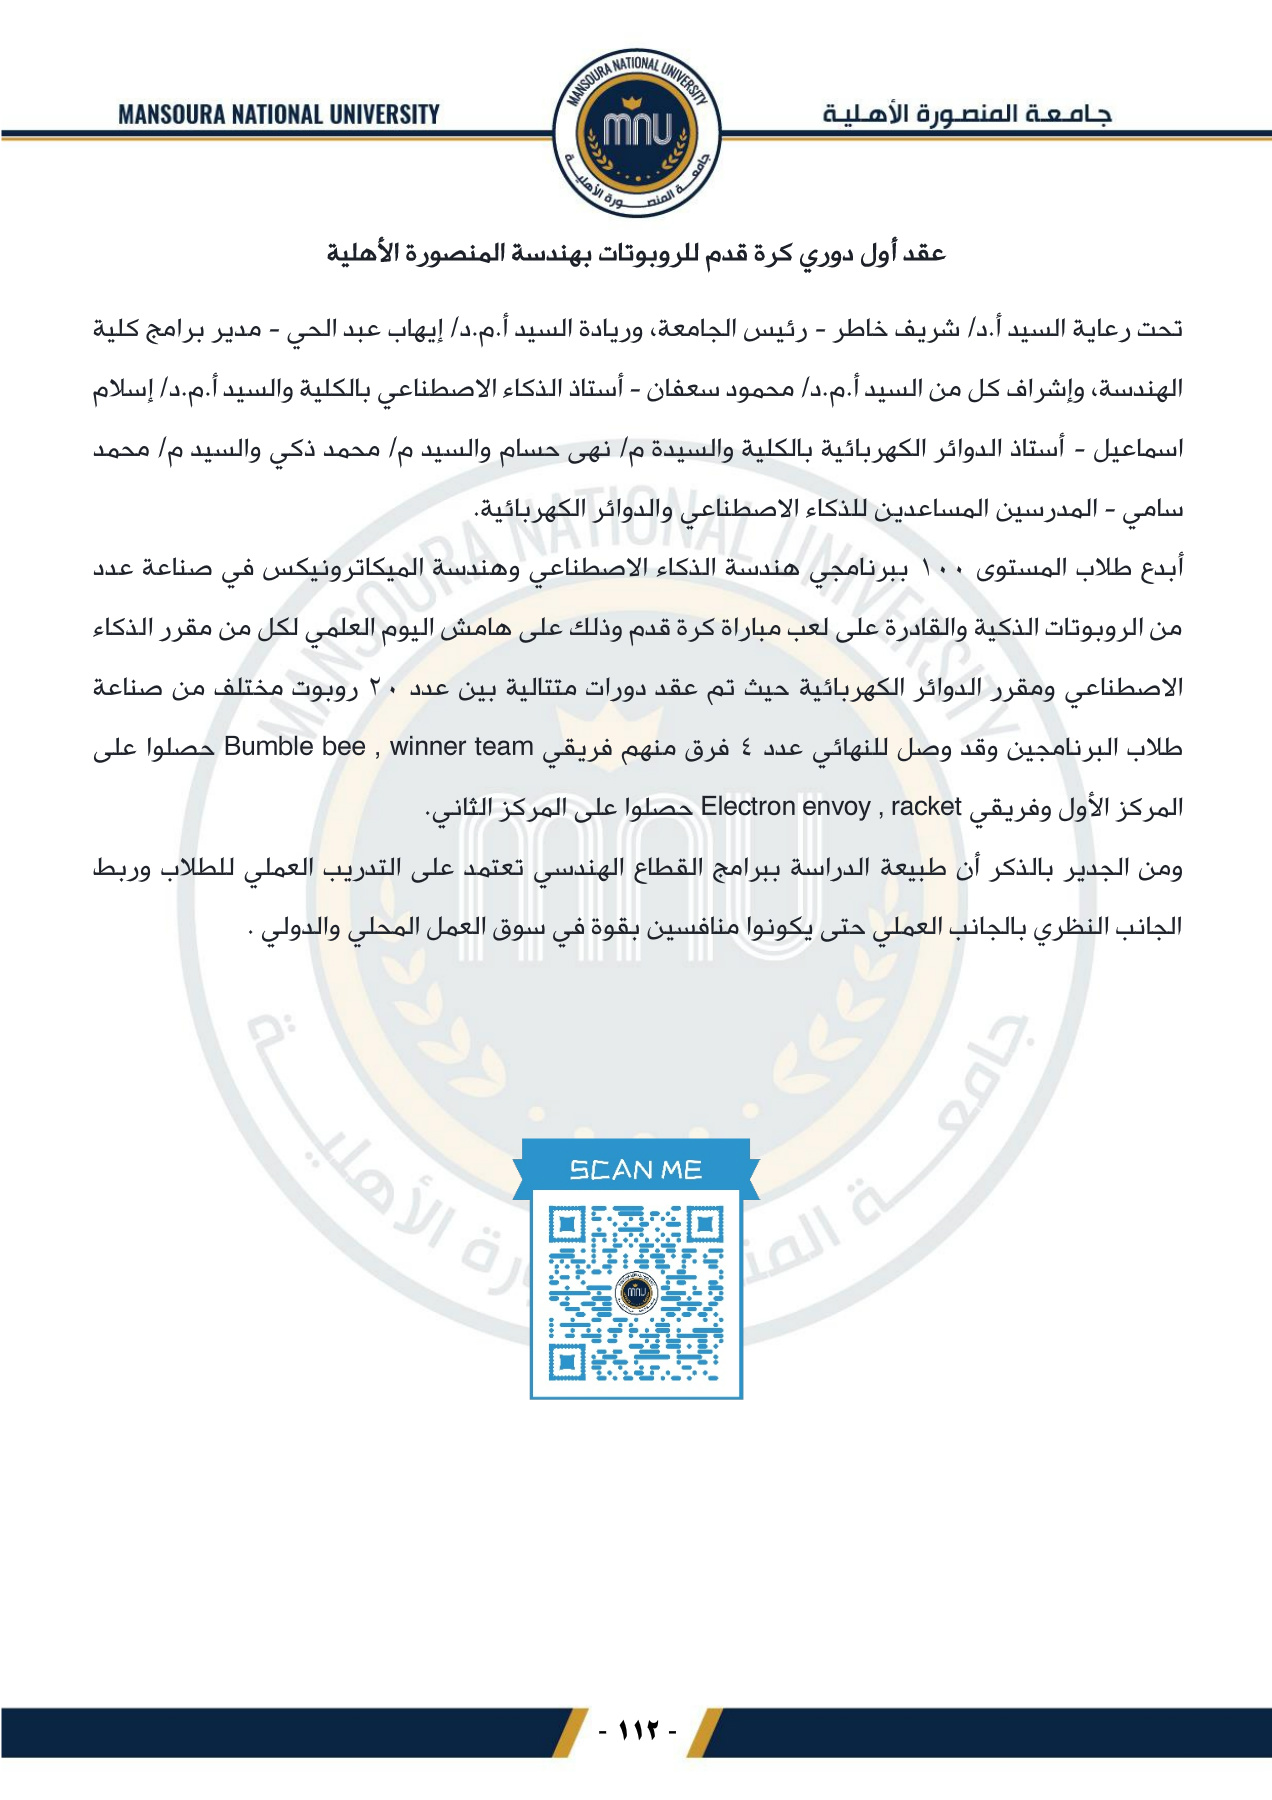 MANSOURA NATIONAL UNIVERSITY
MANSOURA NATIONAL UNIVERSITY
mnu
جامعة المنصورة الأهلية
جامعة المنصورة الأهلية
عقد أول دوري كرة قدم للروبوتات بهندسة المنصورة الأهلية
تحت رعاية السيد أ.د/ شريف خاطر - رئيس الجامعة، وريادة السيد أ.م.د/ إيهاب عبد الحي - مدير برامج كلية
الهندسة، وإشراف كل من السيد أ.م.د/ محمود سعفان - أستاذ الذكاء الاصطناعي بالكلية والسيد أ.م.د/ إسلام
اسماعيل - أستاذ الدوائر الكهربائية بالكلية والسيدة م/ نهى حسام والسيد م/ محمد ذكي والسيد م/ محمد
سامي - المدرسين المساعدين للذكاء الاصطناعي والدوائر الكهربائية.
أبدع طلاب المستوى ١٠٠ ببرنامجي هندسة الذكاء الاصطناعي وهندسة الميكاترونيكس في صناعة عدد
من الروبوتات الذكية والقادرة على لعب مباراة كرة قدم وذلك على هامش اليوم العلمي لكل من مقرر الذكاء
الاصطناعي ومقرر الدوائر الكهربائية حيث تم عقد دورات متتالية بين عدد ٢٠ روبوت مختلف من صناعة
طلاب البرنامجين وقد وصل للنهائي عدد ٤ فرق منهم فريقي Bumble bee , winner team حصلوا على
المركز الأول وفريقي Electron envoy , racket حصلوا على المركز الثاني.
ومن الجدير بالذكر أن طبيعة الدراسة ببرامج القطاع الهندسي تعتمد على التدريب العملي للطلاب وربط
الجانب النظري بالجانب العملي حتى يكونوا منافسين بقوة في سوق العمل المحلي والدولي .
SCAN ME
mnu
- ١١٢ -